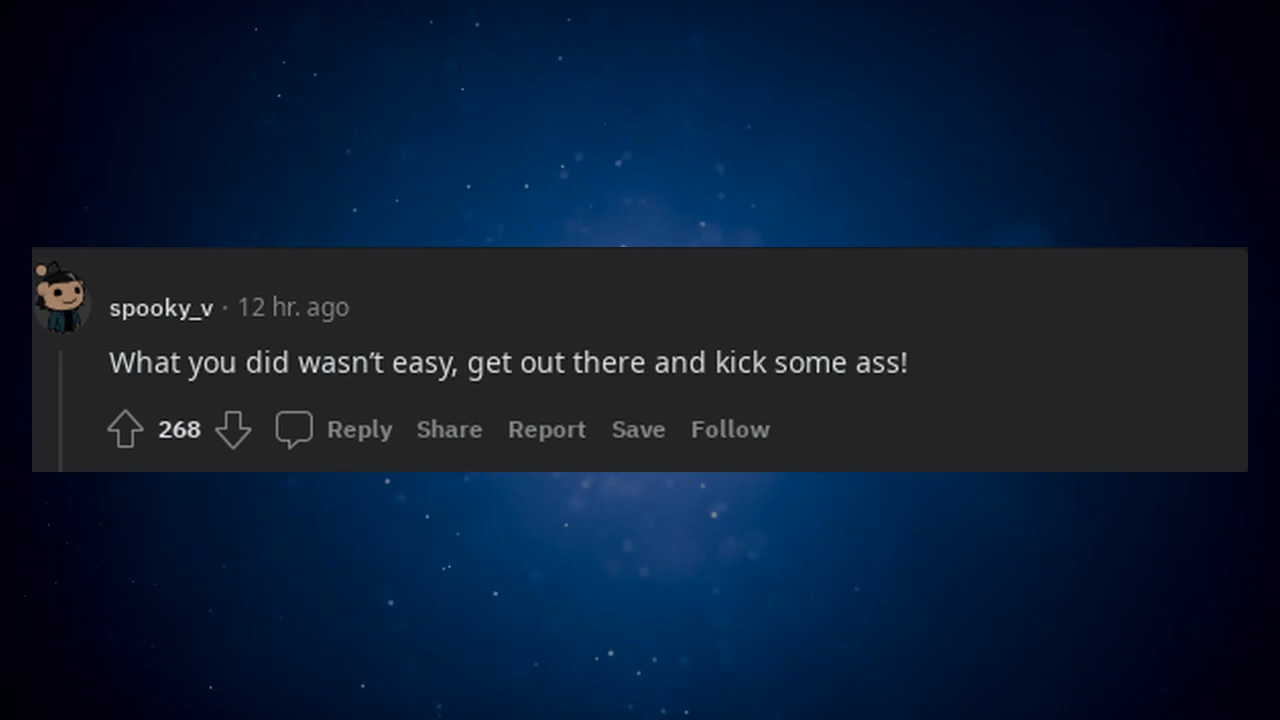 spooky_v · 12 hr. ago
What you did wasn’t easy, get out there and kick some ass!
268 Reply Share Report Save Follow